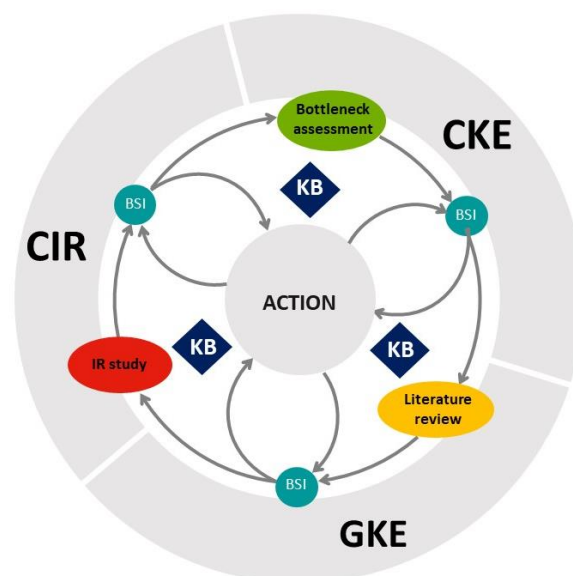 Bottleneck
assessment
CKE
KB
BSI
BSI
CIR
ACTION
KB
KB
IR study
Literature
review
BSI
GKE